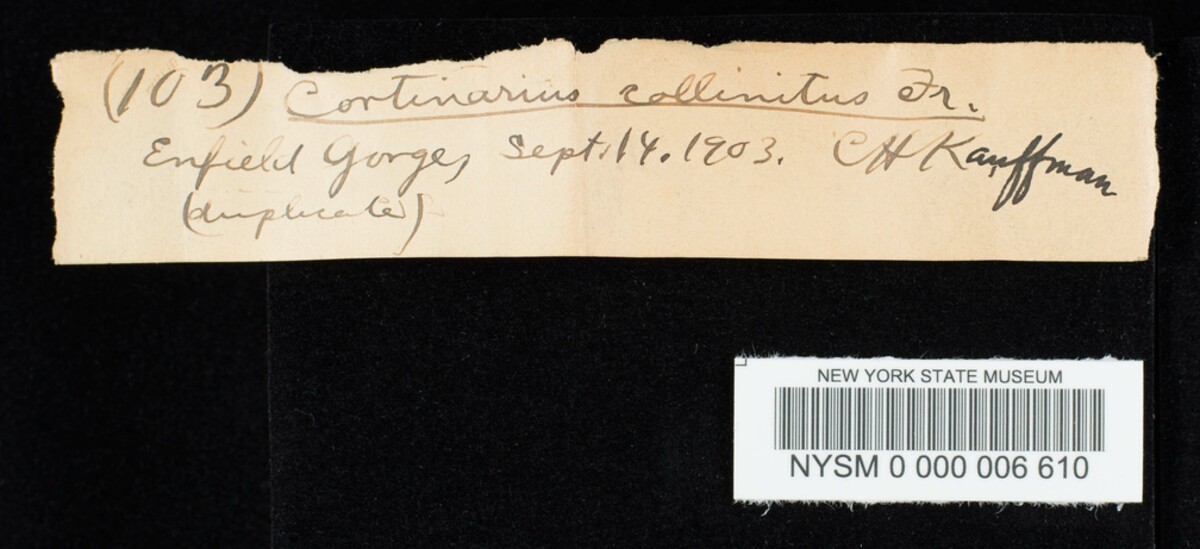 (103) Cortinarius collinitus Fr.
Enfield Gorge, Sept. 14. 1903. CH Kauffman
(duplicate)
NEW YORK STATE MUSEUM
NYSM 0 000 006 610